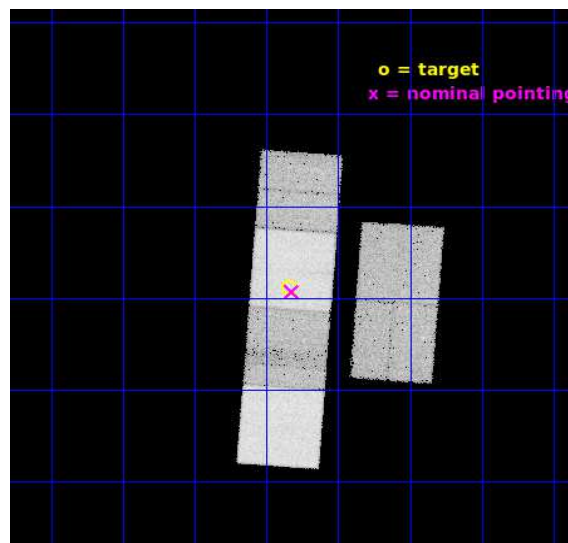 o = target
x = nominal pointing